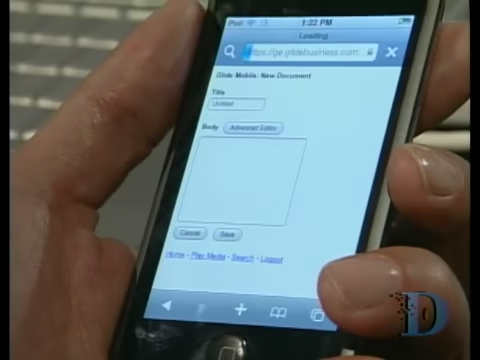 iPod 1:22 PM
Loading
ttps://ge.glidebusiness.com
Glide Mobile: New Document
Title
Untitled
Body Advanced Editor
Cancel Save
Home - Play Media - Search - Logout
D